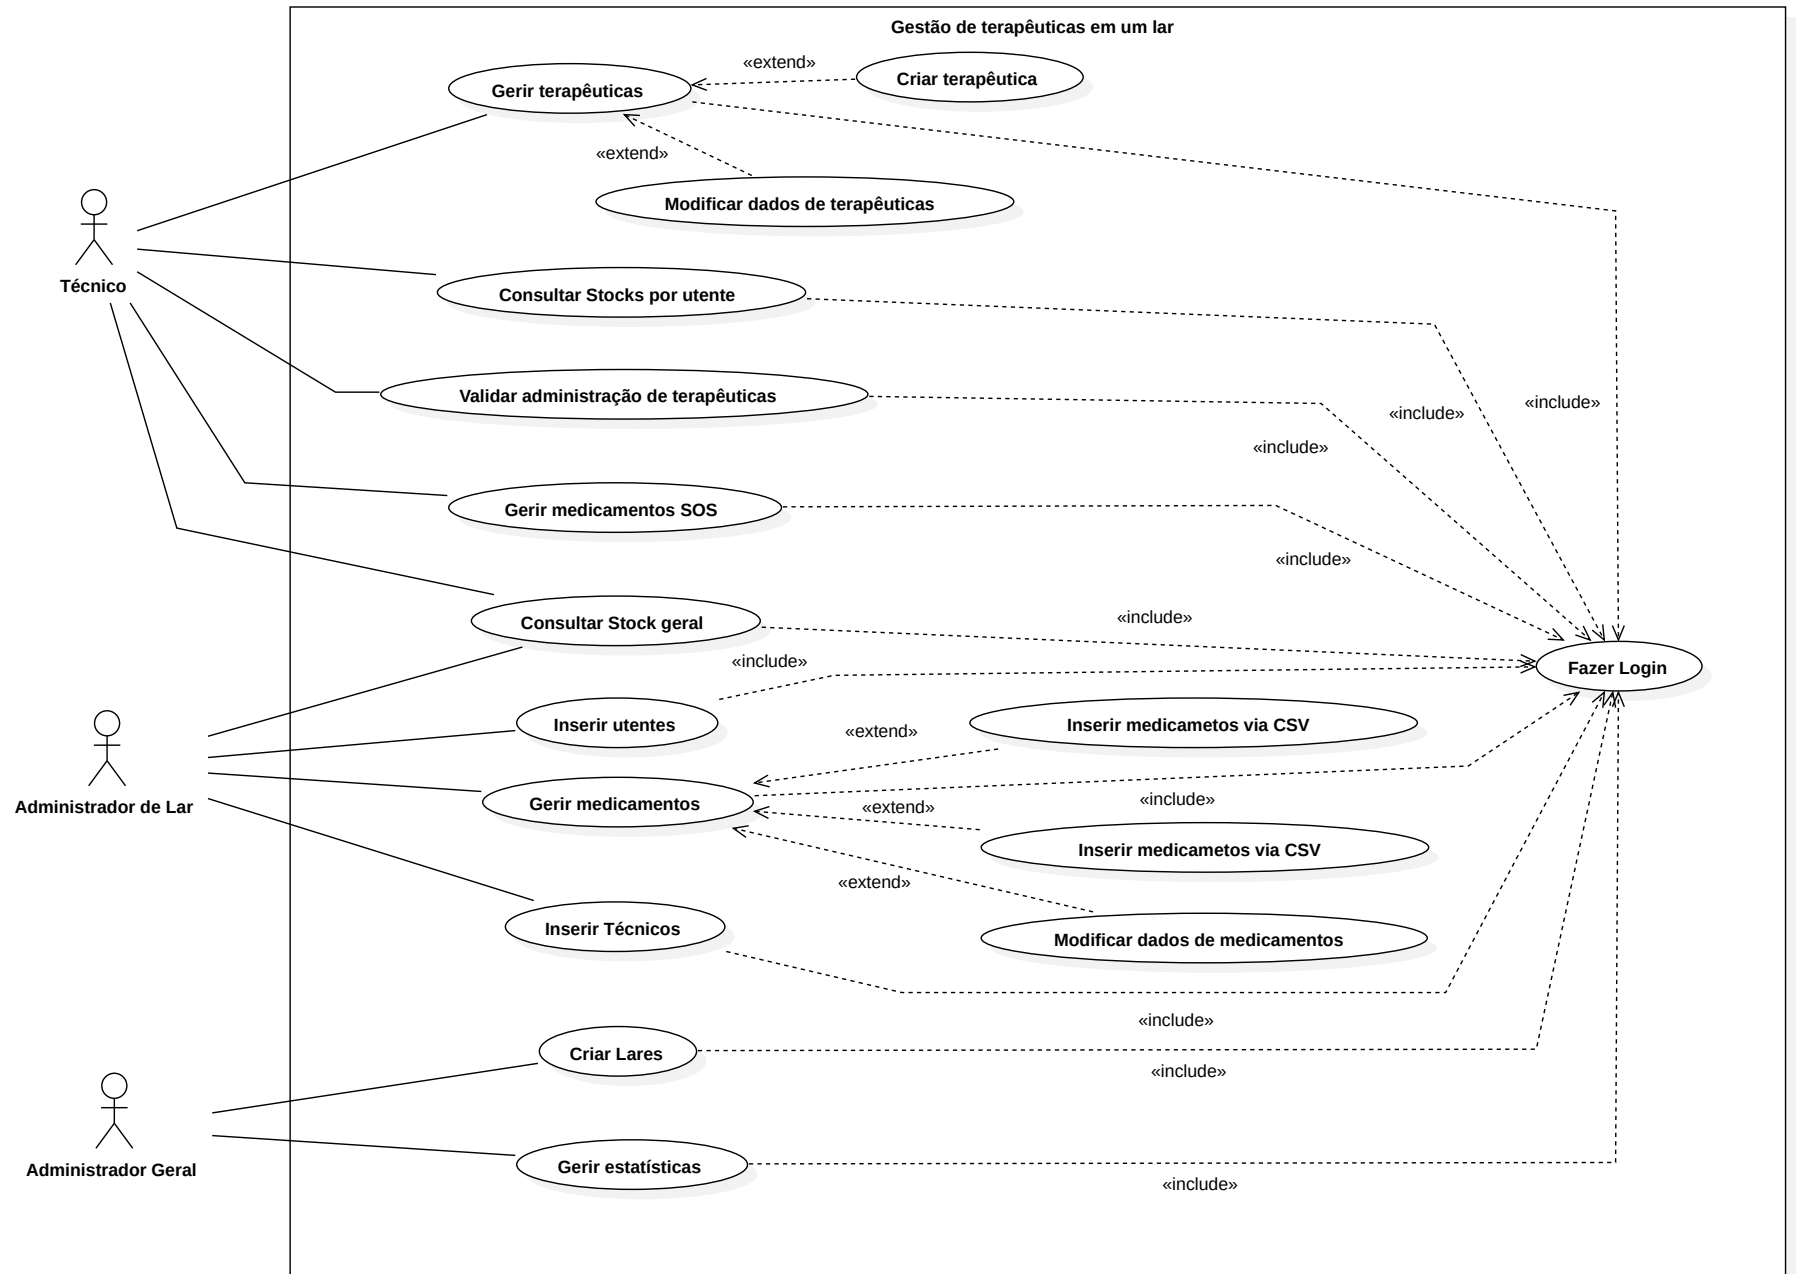 Gestão de terapêuticas em um lar
«extend»
Criar terapêutica
Gerir terapêuticas
«extend»
Modificar dados de terapêuticas
Técnico
Consultar Stocks por utente
Validar administração de terapêuticas
«include»
«include»
«include»
Gerir medicamentos SOS
«include»
Consultar Stock geral
«include»
«include»
Fazer Login
Inserir utentes
Inserir medicametos via CSV
«extend»
Administrador de Lar
Gerir medicamentos
«include»
«extend»
Inserir medicametos via CSV
«extend»
Inserir Técnicos
Modificar dados de medicamentos
«include»
Criar Lares
«include»
Administrador Geral
Gerir estatísticas
«include»